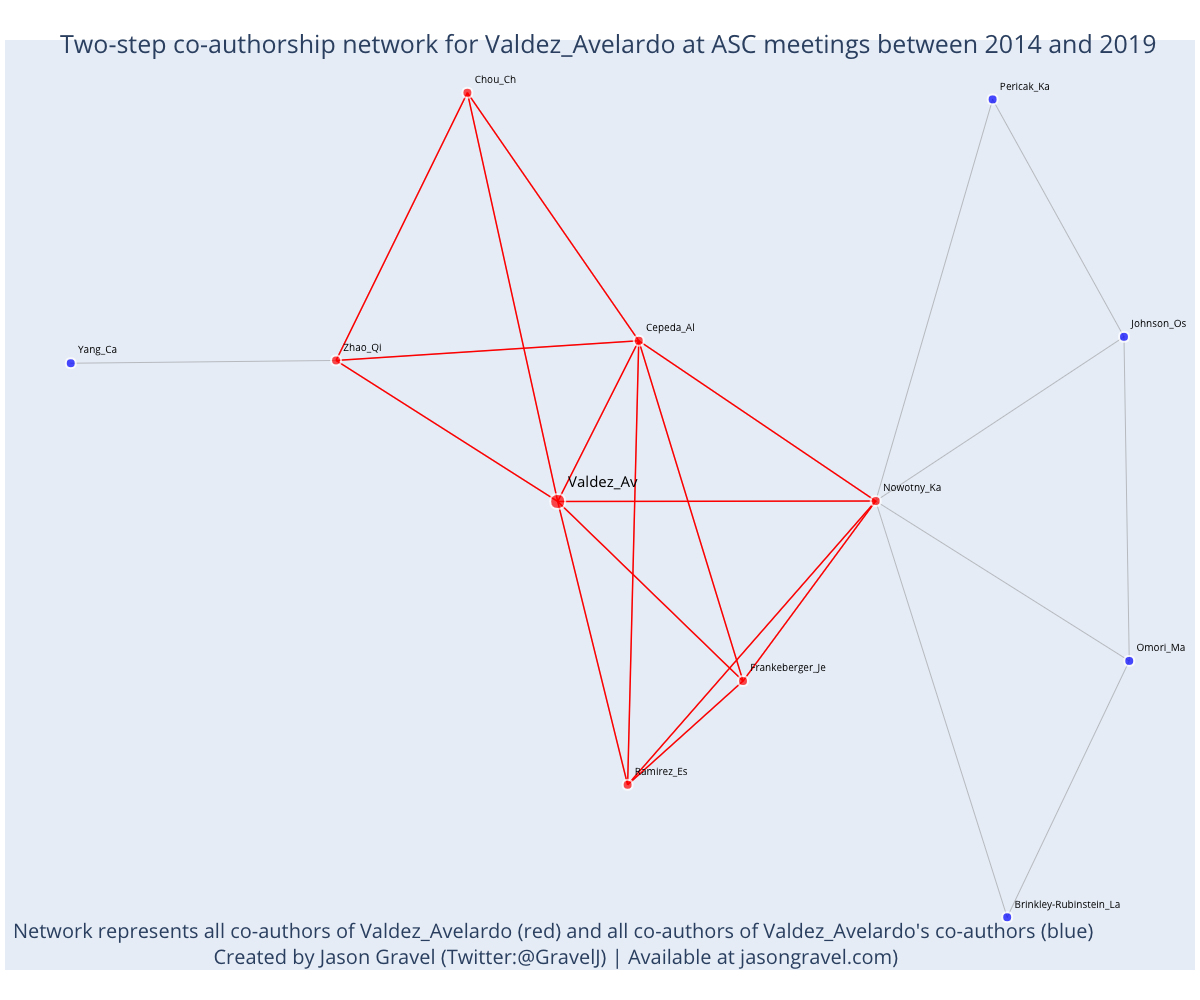 Two-step co-authorship network for Valdez_Avelardo at ASC meetings between 2014 and 2019
Chou_Ch
Pericak_Ka
Johnson_Os
Cepeda_Al
Zhao_Qi
Yang_Ca
Valdez_Av
Nowotny_Ka
Omori_Ma
Frankeberger_Je
Ramirez_Es
Brinkley-Rubinstein_La
Network represents all co-authors of Valdez_Avelardo (red) and all co-authors of Valdez_Avelardo's co-authors (blue)
Created by Jason Gravel (Twitter:@GravelJ) | Available at jasongravel.com)